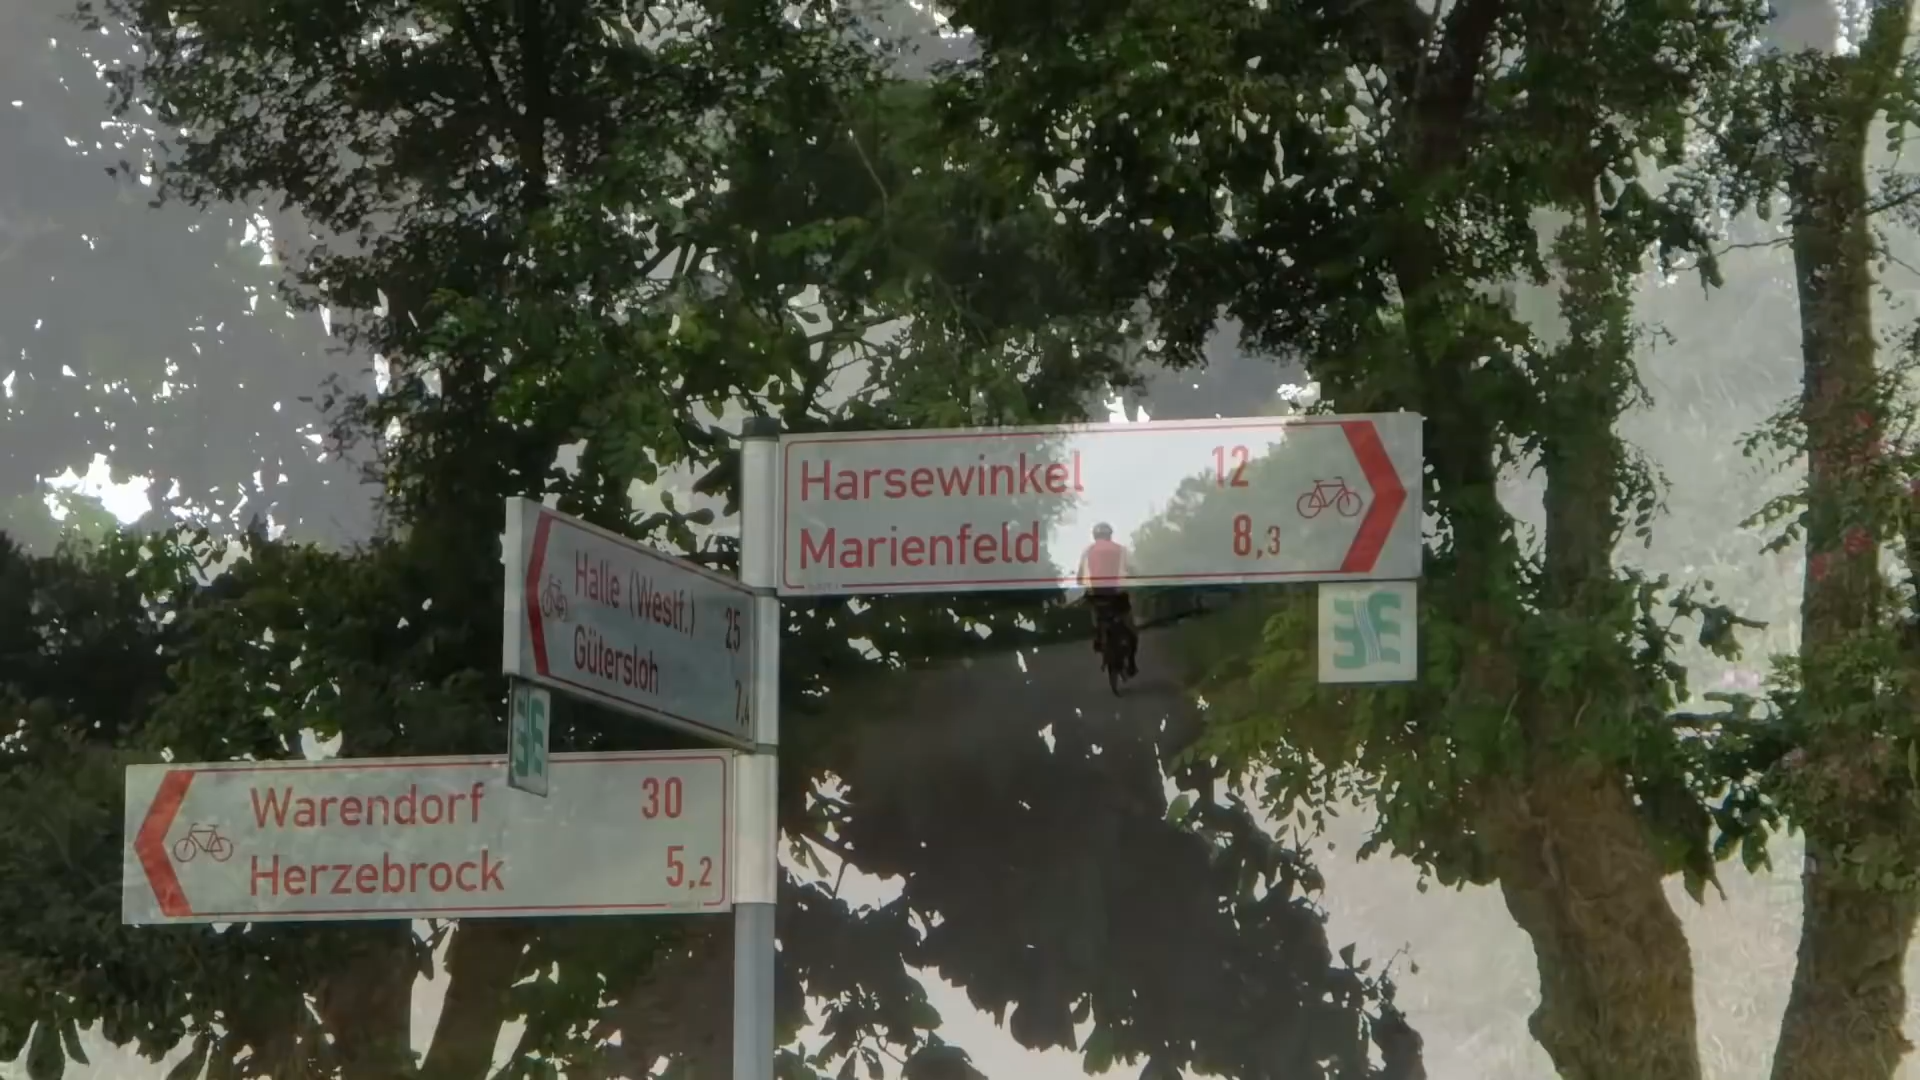 Harsewinkel 12
Marienfeld 8,3
Halle (Westf.) 25
Gütersloh 7,4
Warendorf 30
Herzebrock 5,2